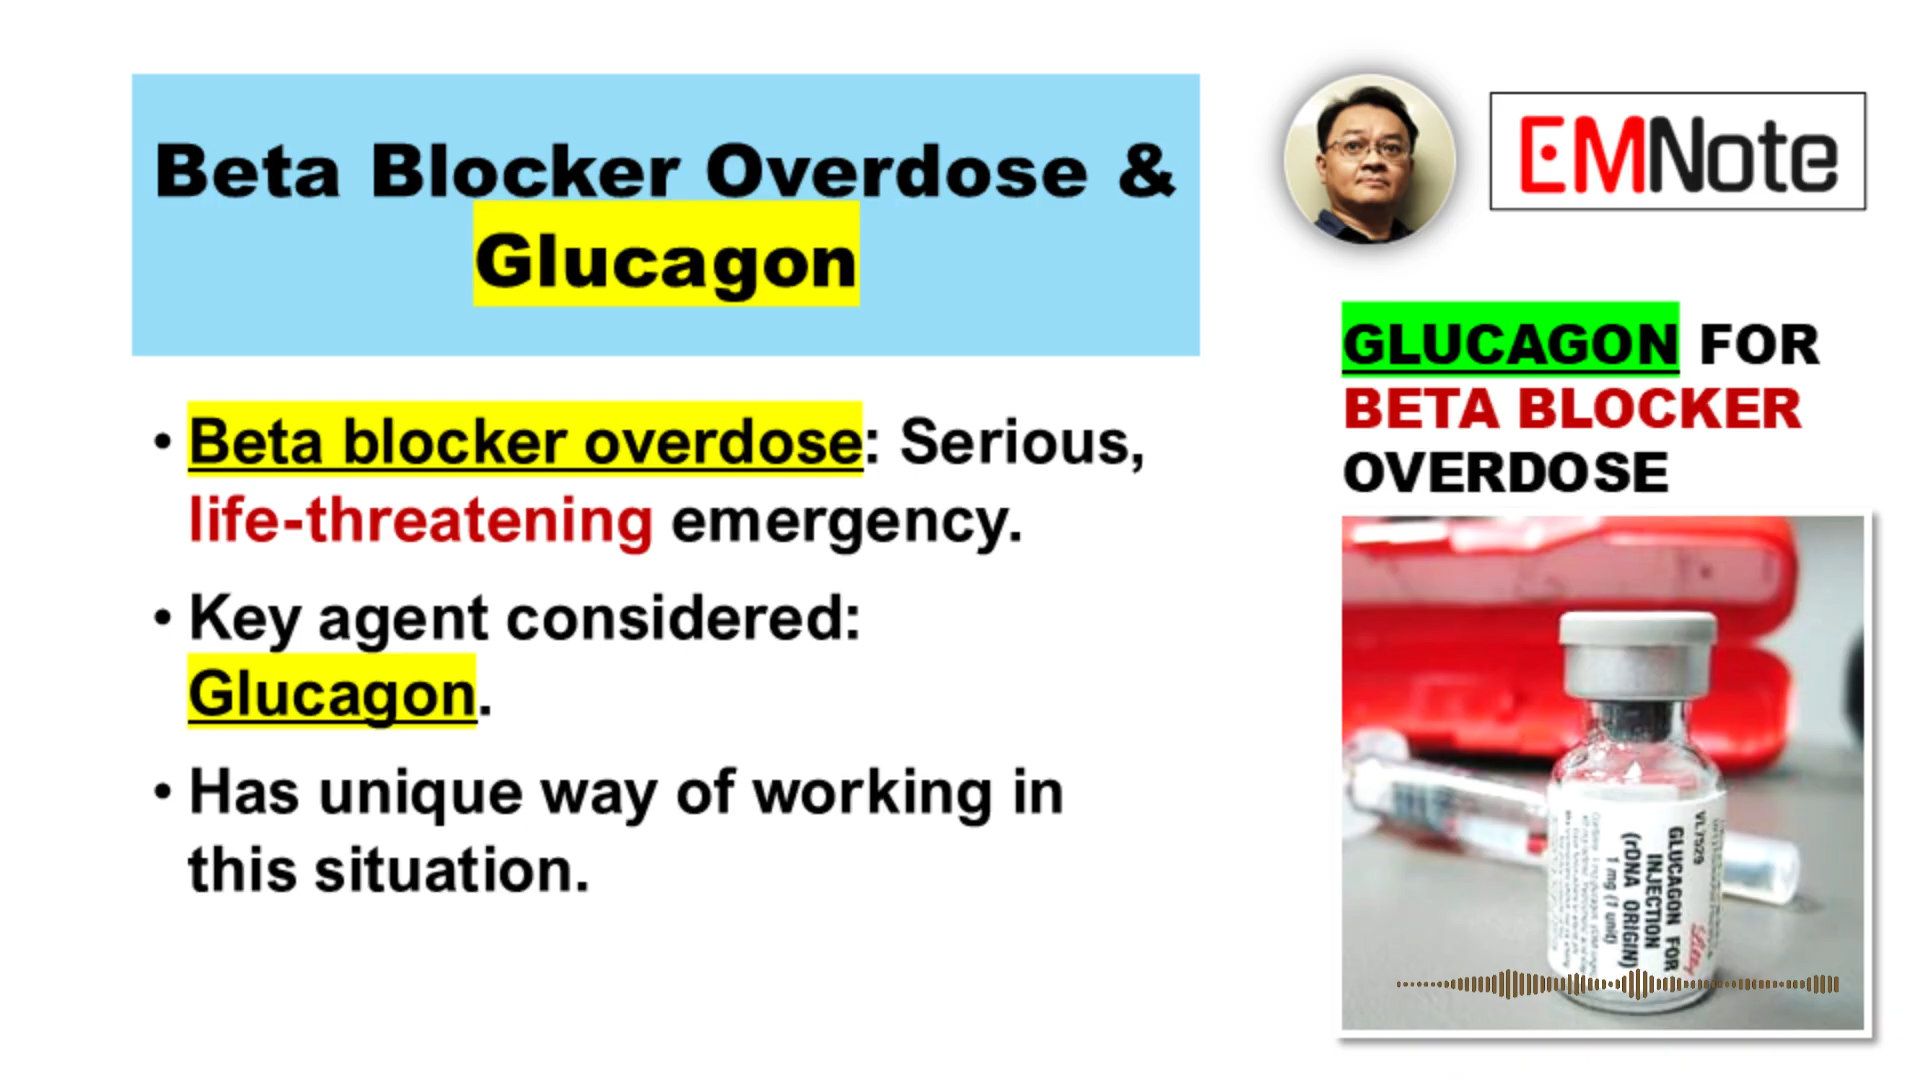 Beta Blocker Overdose &
Glucagon
• Beta blocker overdose: Serious,
life-threatening emergency.
• Key agent considered:
Glucagon.
• Has unique way of working in
this situation.
EMNote
GLUCAGON FOR
BETA BLOCKER
OVERDOSE
VL7529
GLUCAGON FOR
INJECTION
(rDNA ORIGIN)
1 mg (1 unit)
Lilly